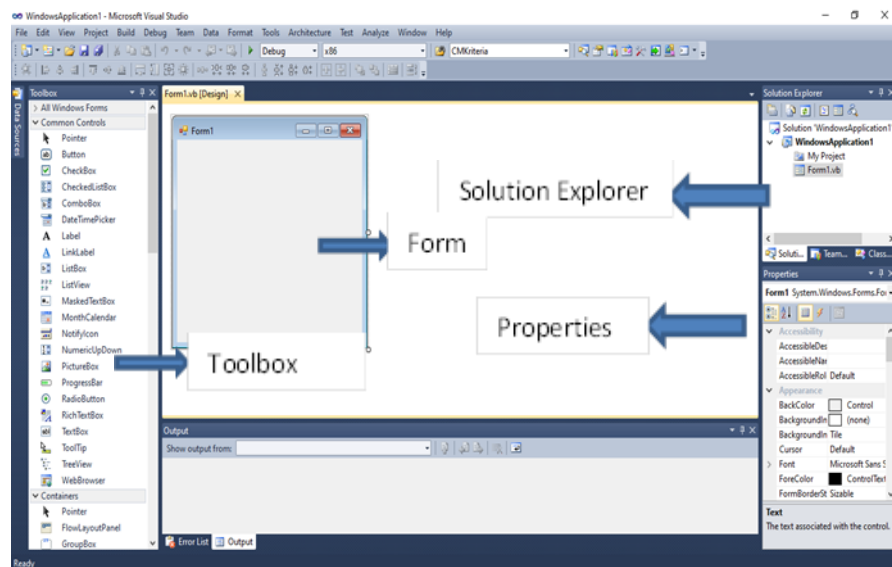 WindowsApplication1 - Microsoft Visual Studio
File Edit View Project Build Debug Team Data Format Tools Architecture Test Analyze Window Help
Debug x86 CMKriteria
Toolbox
Data Sources
All Windows Forms
Common Controls
Pointer
Button
CheckBox
CheckedListBox
ComboBox
DateTimePicker
Label
LinkLabel
ListBox
ListView
MaskedTextBox
MonthCalendar
NotifyIcon
NumericUpDown
PictureBox
ProgressBar
RadioButton
RichTextBox
TextBox
ToolTip
TreeView
WebBrowser
Containers
Pointer
FlowLayoutPanel
GroupBox
Form1.vb [Design]
Form1
Solution Explorer
Form
Properties
Toolbox
Output
Show output from:
Error List Output
Solution Explorer
Solution 'WindowsApplication1
WindowsApplication1
My Project
Form1.vb
Soluti... Team... Class...
Properties
Form1 System.Windows.Forms.For
Accessibility
AccessibleDes
AccessibleNar
AccessibleRol Default
Appearance
BackColor Control
BackgroundIn (none)
BackgroundIn Tile
Cursor Default
Font Microsoft Sans S
ForeColor ControlText
FormBorderSt Sizable
Text
The text associated with the control.
Ready